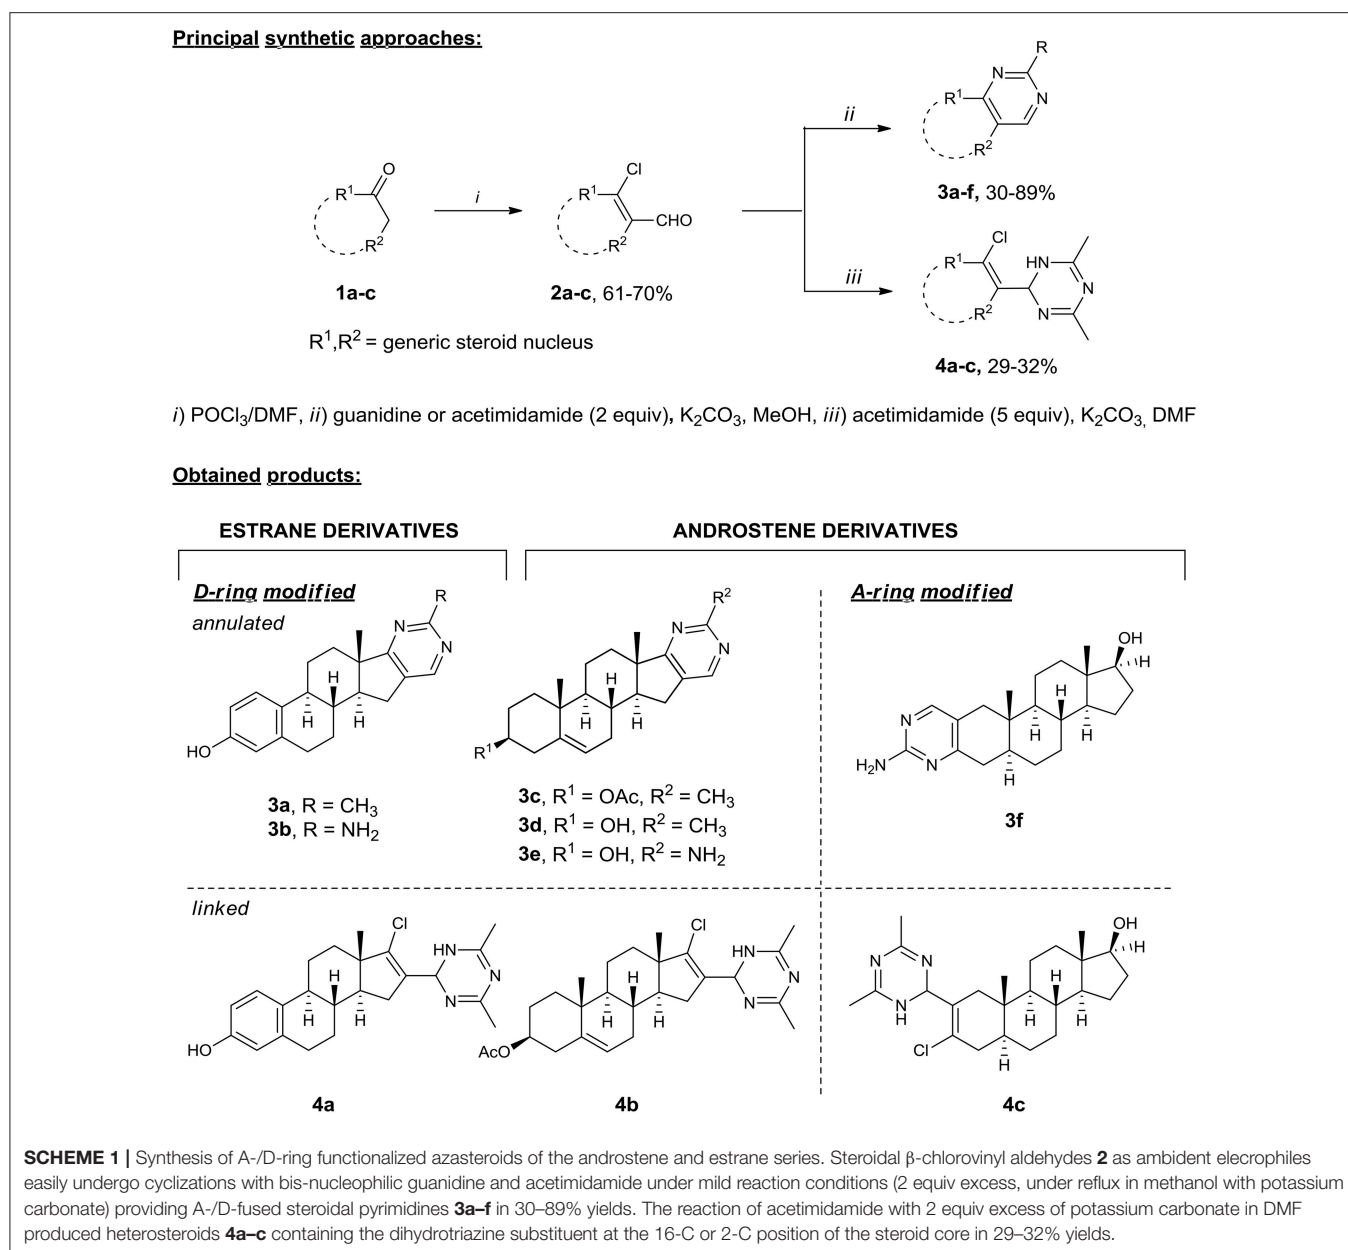 Principal synthetic approaches:
R
N
N
R¹
R²
ii
3a-f, 30-89%
O
R¹
R²
i
Cl
R¹
CHO
R²
1a-c
2a-c, 61-70%
R¹,R² = generic steroid nucleus
iii
Cl
R¹
HN
N
R²
N
4a-c, 29-32%
i) POCl₃/DMF, ii) guanidine or acetimidamide (2 equiv), K₂CO₃, MeOH, iii) acetimidamide (5 equiv), K₂CO₃, DMF
Obtained products:
ESTRANE DERIVATIVES
ANDROSTENE DERIVATIVES
D-ring modified
annulated
R
N
N
H
H
H
HO
3a, R = CH₃
3b, R = NH₂
R²
N
N
H
H
H
R¹
3c, R¹ = OAc, R² = CH₃
3d, R¹ = OH, R² = CH₃
3e, R¹ = OH, R² = NH₂
A-ring modified
OH
H
H
N
H
H
H₂N
N
H
3f
linked
Cl
HN
N
N
H
H
H
HO
4a
Cl
HN
N
N
H
H
H
AcO
4b
OH
H
N
N
N
H
H
H
H
Cl
H
4c
SCHEME 1 | Synthesis of A-/D-ring functionalized azasteroids of the androstene and estrane series. Steroidal β-chlorovinyl aldehydes 2 as ambident elecrophiles
easily undergo cyclizations with bis-nucleophilic guanidine and acetimidamide under mild reaction conditions (2 equiv excess, under reflux in methanol with potassium
carbonate) providing A-/D-fused steroidal pyrimidines 3a–f in 30–89% yields. The reaction of acetimidamide with 2 equiv excess of potassium carbonate in DMF
produced heterosteroids 4a–c containing the dihydrotriazine substituent at the 16-C or 2-C position of the steroid core in 29–32% yields.